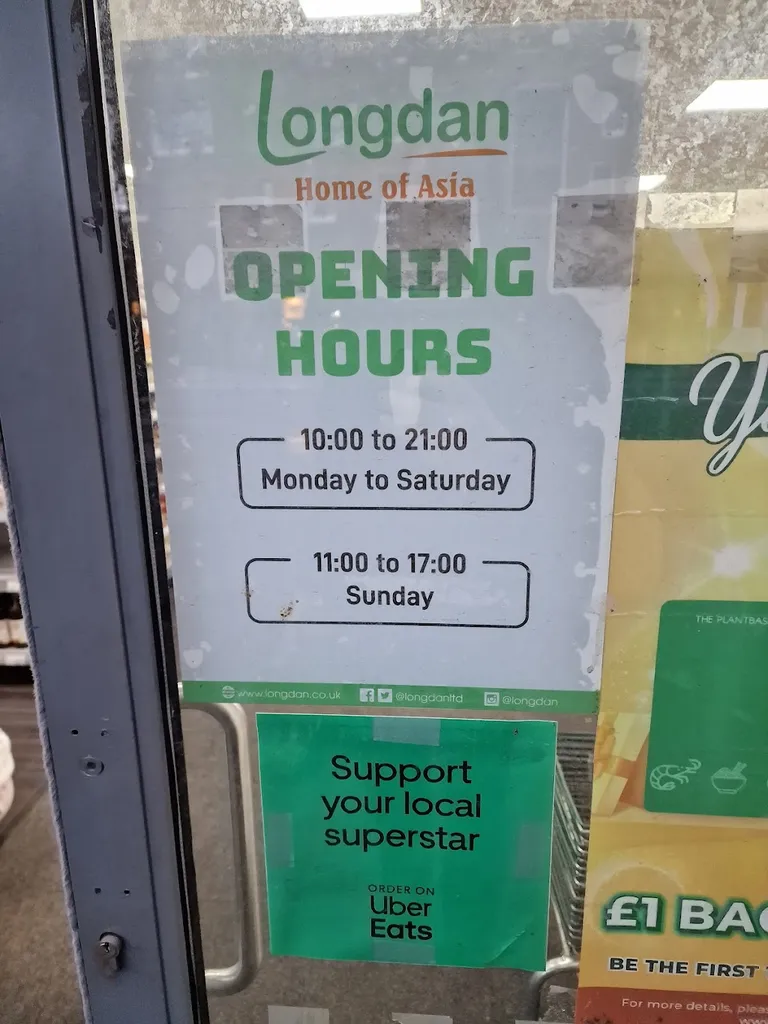 Longdan
Home of Asia
OPENING
HOURS
10:00 to 21:00
Monday to Saturday
11:00 to 17:00
Sunday
www.longdan.co.uk @longdanltd @longdan
Support
your local
superstar
ORDER ON
Uber
Eats
THE PLANTBAS
£1 BA
BE THE FIRST
For more details, pleas